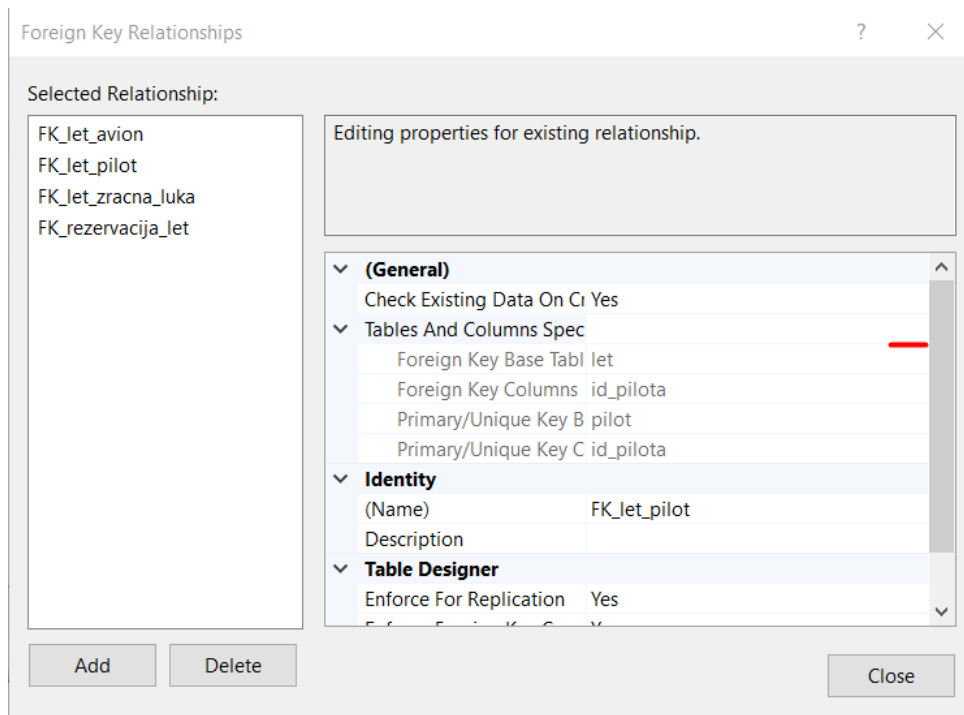 Foreign Key Relationships
?
Selected Relationship:
FK_let_avion
FK_let_pilot
FK_let_zracna_luka
FK_rezervacija_let
Add
Delete
Editing properties for existing relationship.
(General)
Check Existing Data On Cr Yes
Tables And Columns Spec
Foreign Key Base Tabl let
Foreign Key Columns id_pilota
Primary/Unique Key B pilot
Primary/Unique Key C id_pilota
Identity
(Name) FK_let_pilot
Description
Table Designer
Enforce For Replication Yes
Close